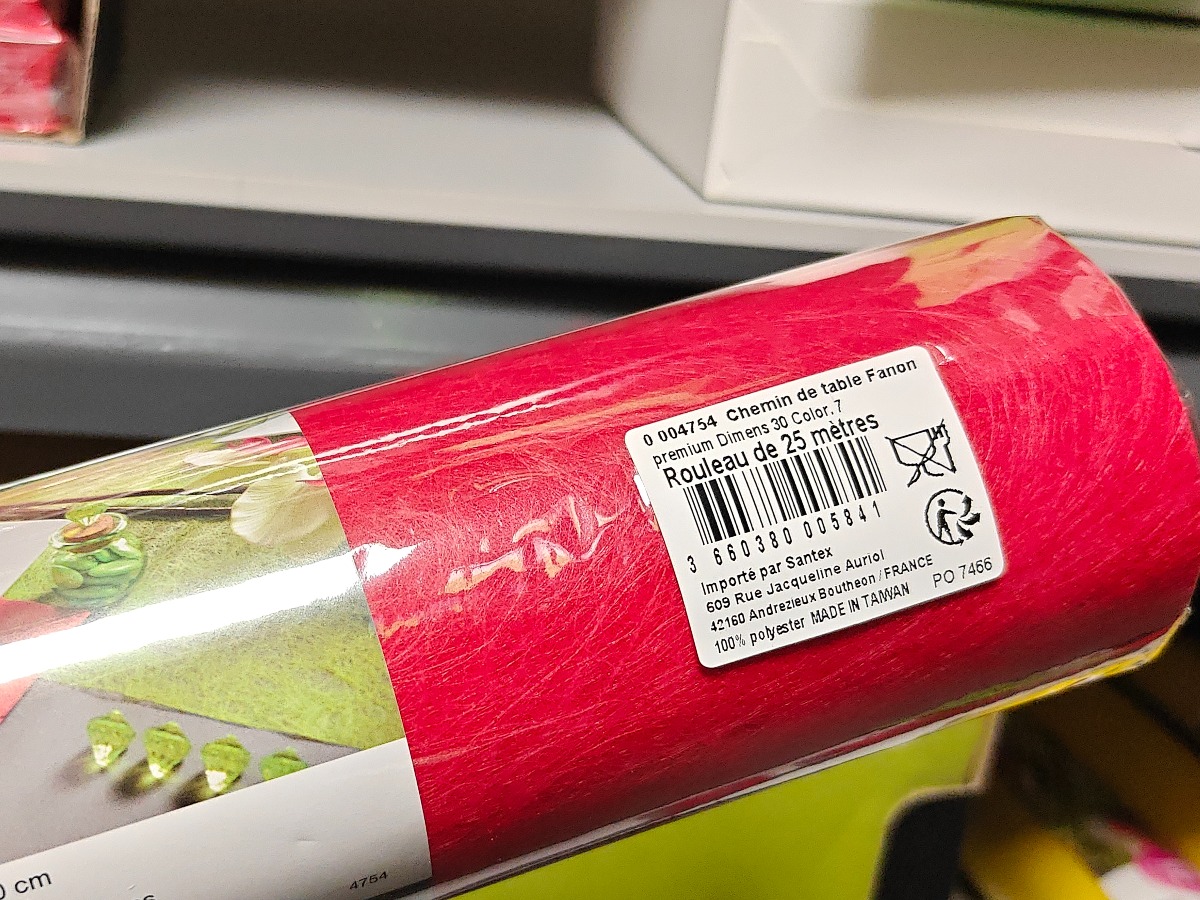 0 004754 Chemin de table Fanon
premium Dimens 30 Color, 7
Rouleau de 25 mètres
3 660380 005841
Importé par Santex
609 Rue Jacqueline Auriol
42160 Andrezieux Boutheon / FRANCE
100% polyester MADE IN TAIWAN
PO 7466
0 cm
4754